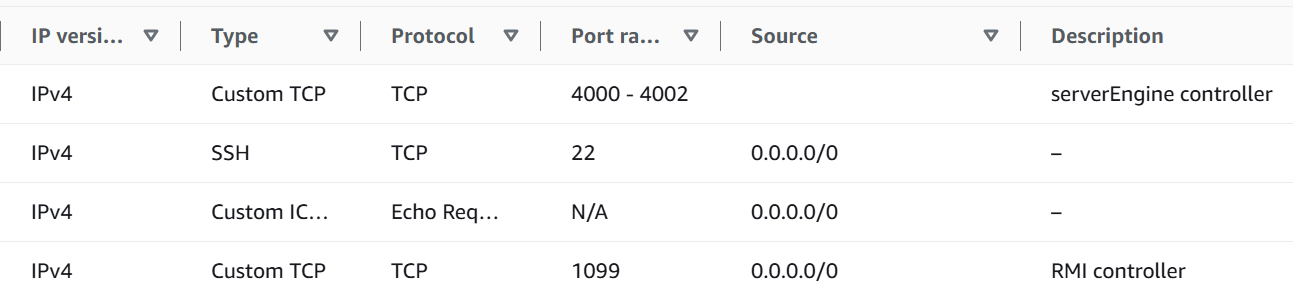 IP versi... Type Protocol Port ra... Source Description
IPv4 Custom TCP TCP 4000 - 4002 serverEngine controller
IPv4 SSH TCP 22 0.0.0.0/0 –
IPv4 Custom IC... Echo Req... N/A 0.0.0.0/0 –
IPv4 Custom TCP TCP 1099 0.0.0.0/0 RMI controller